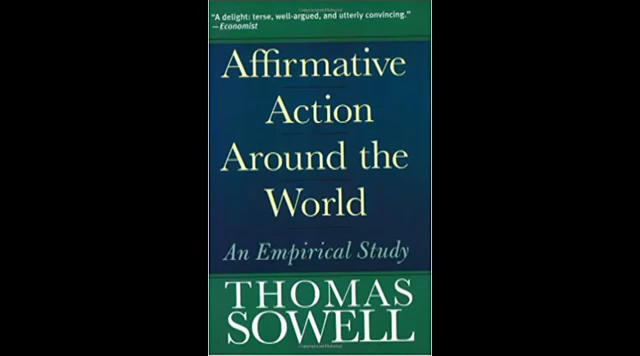 “A delight: terse, well-argued, and utterly convincing.”
—Economist
Affirmative
Action
Around the
World
An Empirical Study
THOMAS
SOWELL